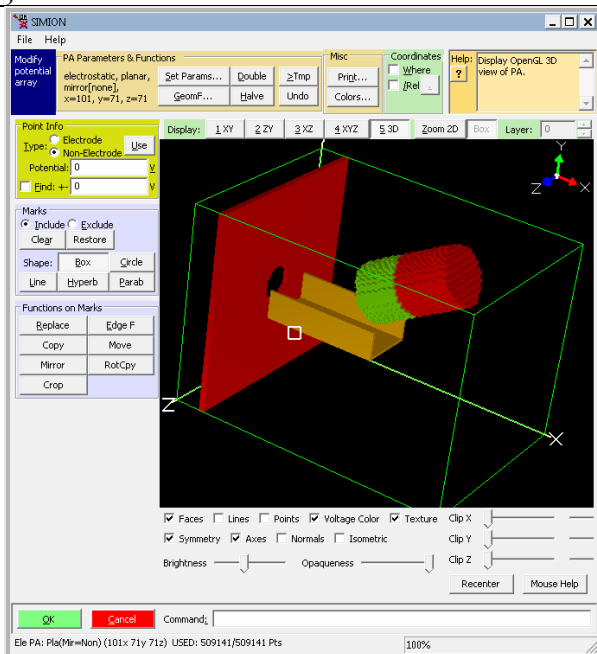 SIMION
File Help
Modify potential array
PA Parameters & Functions
electrostatic, planar, mirror[none], x=101, y=71, z=71
Set Params... Double >Tmp
GeomF... Halve Undo
Misc
Print...
Colors...
Coordinates
Where
/Rel .
Help:
?
Display OpenGL 3D view of PA.
Point Info
Type: Electrode
Non-Electrode
Use
Potential: 0 V
Find: +- 0 V
Display: 1 XY 2 ZY 3 XZ 4 XYZ 5 3D Zoom 2D Box Layer: 0
Marks
Include Exclude
Clear Restore
Shape: Box Circle
Line Hyperb Parab
Functions on Marks
Replace Edge F
Copy Move
Mirror RotCpy
Crop
Y
Z X
Z
X
Faces Lines Points Voltage Color Texture Clip X
Symmetry Axes Normals Isometric Clip Y
Brightness Opaqueness Clip Z
Recenter Mouse Help
OK Cancel Command:
Ele PA: Pla(Mir=Non) (101x 71y 71z) USED: 509141/509141 Pts 100%